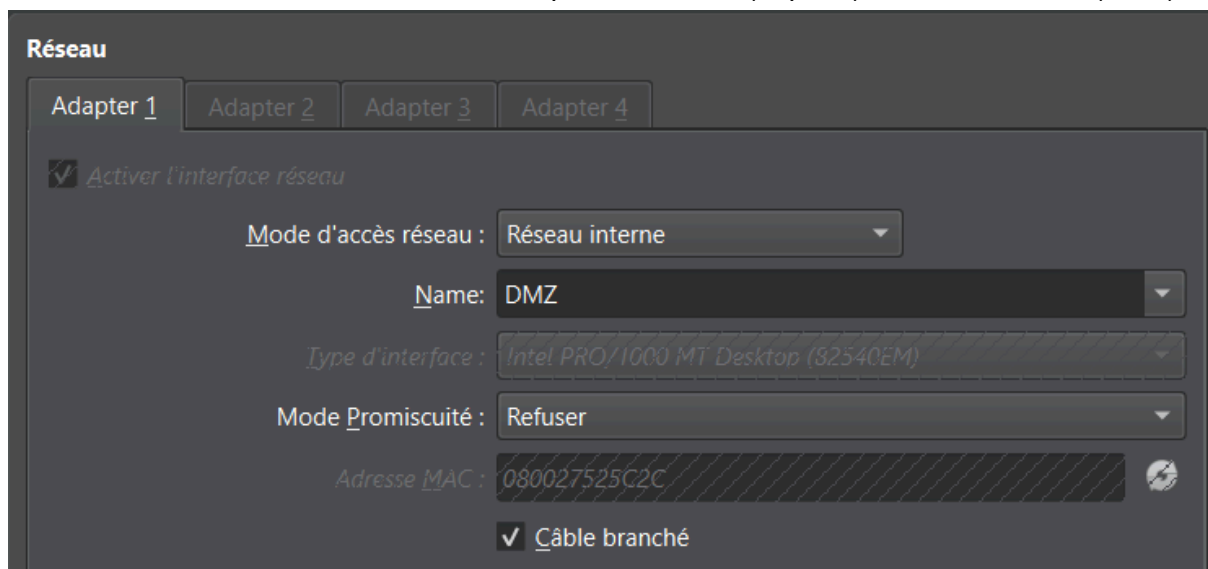 Réseau
Adapter 1 Adapter 2 Adapter 3 Adapter 4
Activer l'interface réseau
Mode d'accès réseau : Réseau interne
Name: DMZ
Type d'interface : Intel PRO/1000 MT Desktop (82540EM)
Mode Promiscuité : Refuser
Adresse MAC : 080027525C2C
Câble branché